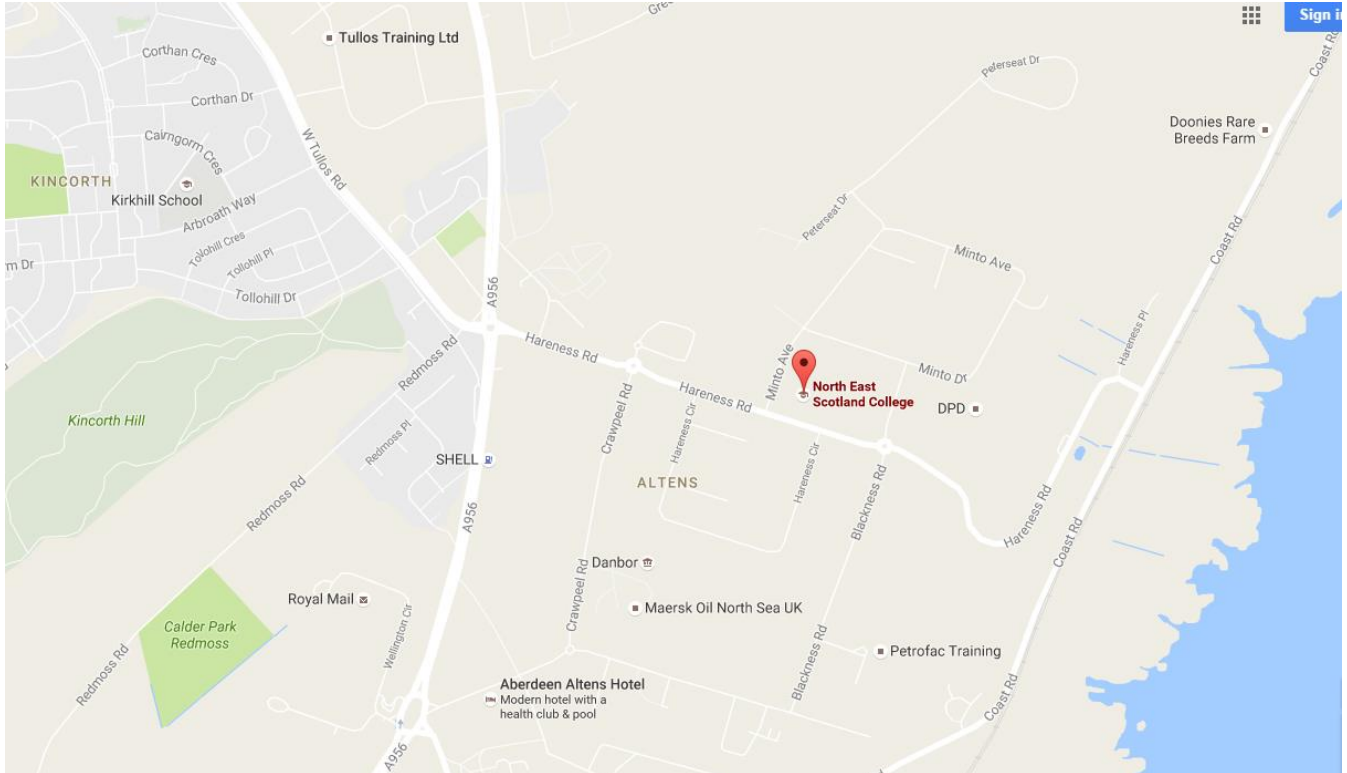 Gre
Sign i
Tullos Training Ltd
Corthan Cres
Corthan Dr
Cairngorm Cres
KINCORTH
Kirkhill School
Arbroath Way
Tollohill Cres
Tollohill Pl
Tollohill Dr
m Dr
W Tullos Rd
A956
Peterseat Dr
Coast Rd
Doonies Rare
Breeds Farm
Peterseat Dr
Minto Ave
Coast Rd
Hareness Pl
Redmoss Rd
Hareness Rd
Hareness Rd
Minto Ave
Minto Dr
North East
Scotland College
DPD
Kincorth Hill
Redmoss Pl
SHELL
Crawpeel Rd
Hareness Cir
ALTENS
Hareness Cir
Blackness Rd
Hareness Rd
Coast Rd
Redmoss Rd
A956
Danbor
Royal Mail
Maersk Oil North Sea UK
Crawpeel Rd
Calder Park
Redmoss
Wellington Cir
Redmoss Rd
Blackness Rd
Petrofac Training
Aberdeen Altens Hotel
Modern hotel with a
health club & pool
Coast Rd
A956